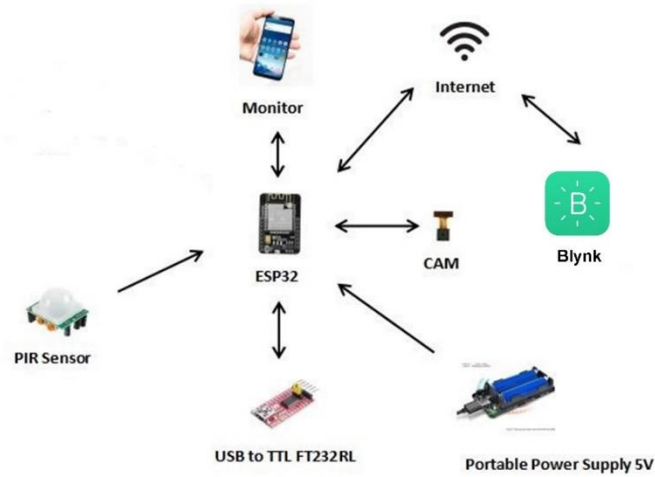 Monitor
Internet
B
Blynk
ESP32
CAM
PIR Sensor
USB to TTL FT232RL
Portable Power Supply 5V